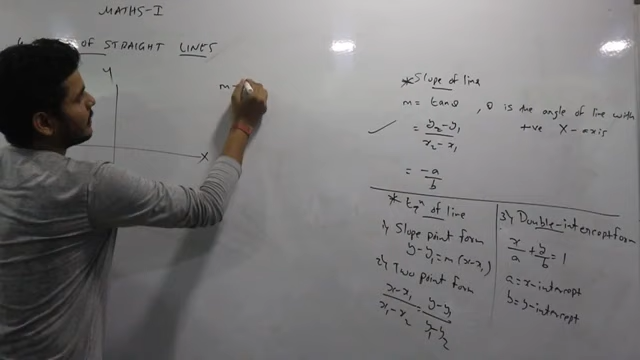 MATHS-I
OF STRAIGHT LINES
Y
X
m =
*Slope of line
m = tanθ , θ is the angle of line with
+ve X-axis
✓ = y₂-y₁ / x₂-x₁
= -a / b
* Eqⁿ of line
1) Slope point form
y-y₁ = m(x-x₁)
2) Two point form
x-x₁ / x₁-x₂ = y-y₁ / y₁-y₂
3) Double-intercept form
x/a + y/b = 1
a = x-intercept
b = y-intercept